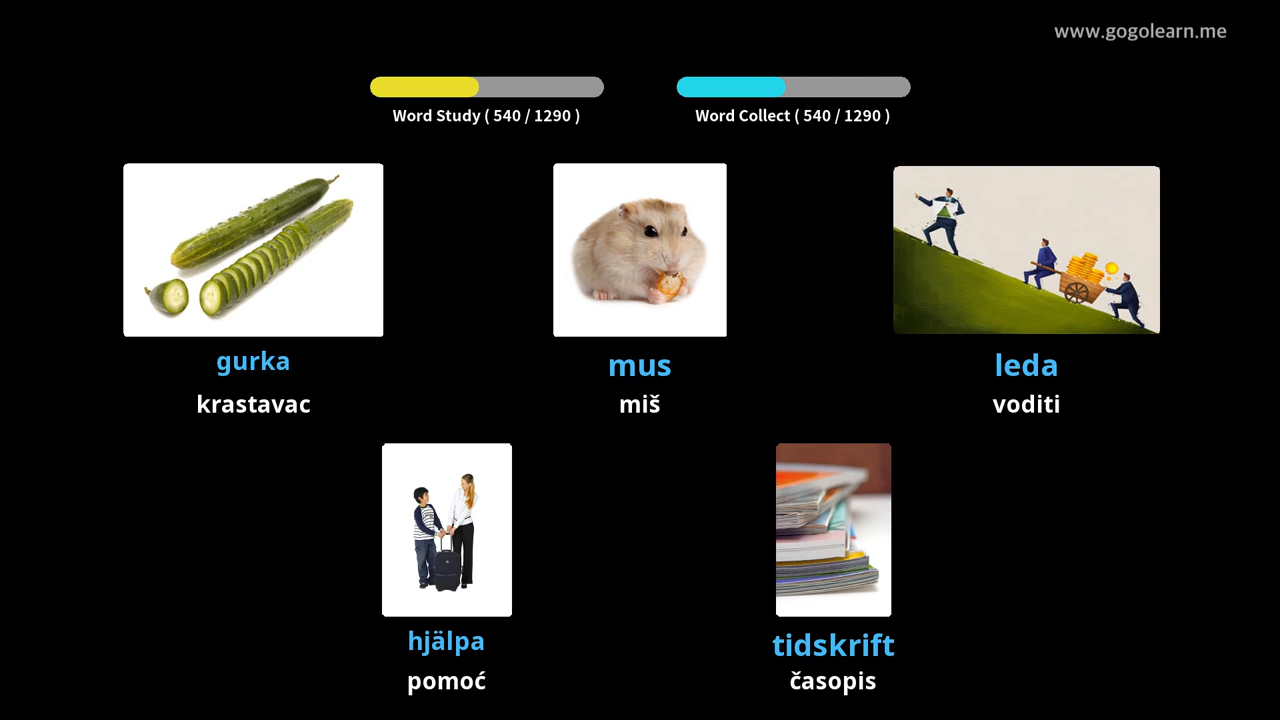 www.gogolearn.me
Word Study ( 540 / 1290 )
Word Collect ( 540 / 1290 )
gurka
krastavac
mus
miš
leda
voditi
hjälpa
pomoć
tidskrift
časopis